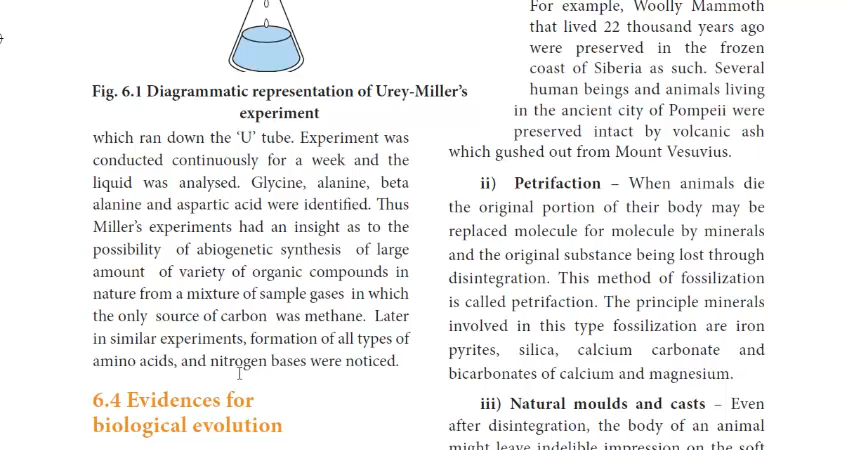 Fig. 6.1 Diagrammatic representation of Urey-Miller's
experiment
which ran down the 'U' tube. Experiment was
conducted continuously for a week and the
liquid was analysed. Glycine, alanine, beta
alanine and aspartic acid were identified. Thus
Miller's experiments had an insight as to the
possibility of abiogenetic synthesis of large
amount of variety of organic compounds in
nature from a mixture of sample gases in which
the only source of carbon was methane. Later
in similar experiments, formation of all types of
amino acids, and nitrogen bases were noticed.
6.4 Evidences for
biological evolution
For example, Woolly Mammoth
that lived 22 thousand years ago
were preserved in the frozen
coast of Siberia as such. Several
human beings and animals living
in the ancient city of Pompeii were
preserved intact by volcanic ash
which gushed out from Mount Vesuvius.
ii) Petrifaction – When animals die
the original portion of their body may be
replaced molecule for molecule by minerals
and the original substance being lost through
disintegration. This method of fossilization
is called petrifaction. The principle minerals
involved in this type fossilization are iron
pyrites, silica, calcium carbonate and
bicarbonates of calcium and magnesium.
iii) Natural moulds and casts – Even
after disintegration, the body of an animal
might leave indelible impression on the soft